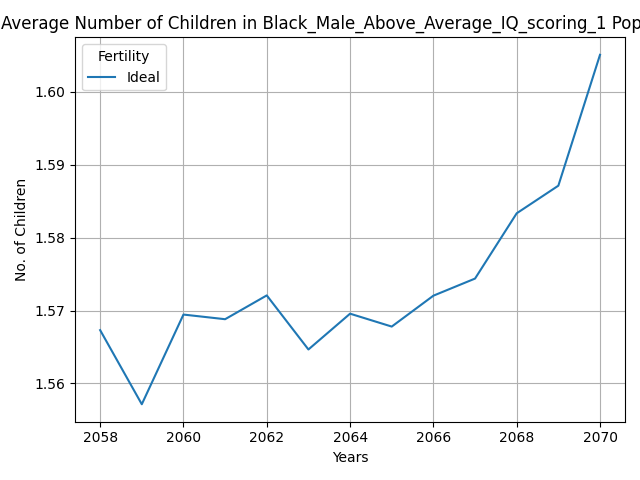 Average Number of Children in Black_Male_Above_Average_IQ_scoring_1 Pop
Fertility
Ideal
No. of Children
1.60
1.59
1.58
1.57
1.56
2058 2060 2062 2064 2066 2068 2070
Years